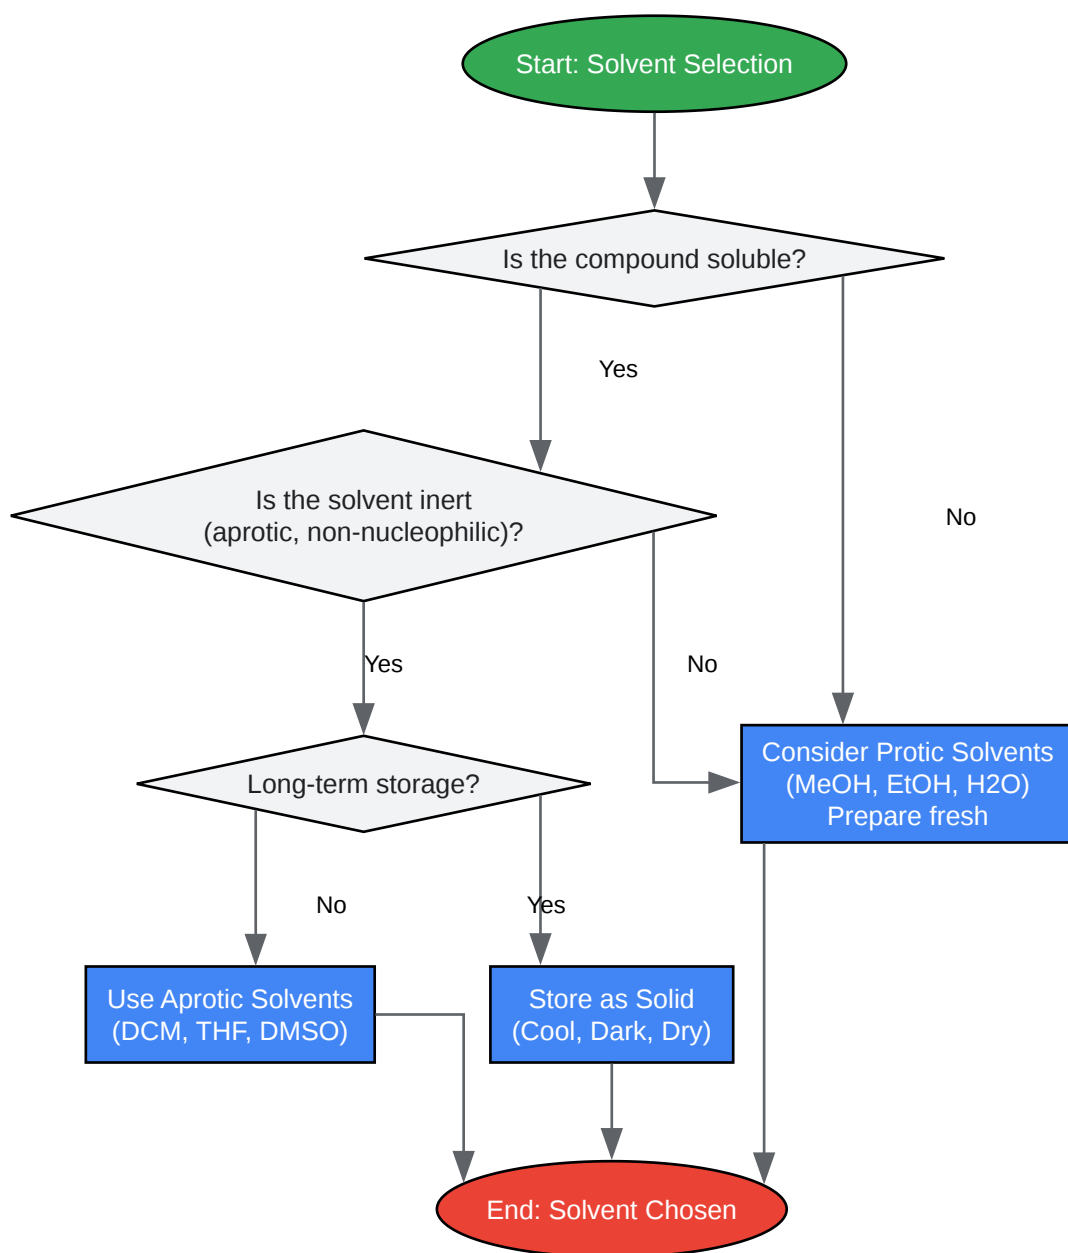 Start: Solvent Selection
Is the compound soluble?
Yes
Is the solvent inert
(aprotic, non-nucleophilic)?
No
Yes
No
Consider Protic Solvents
(MeOH, EtOH, H2O)
Prepare fresh
Long-term storage?
No
Yes
Use Aprotic Solvents
(DCM, THF, DMSO)
Store as Solid
(Cool, Dark, Dry)
End: Solvent Chosen